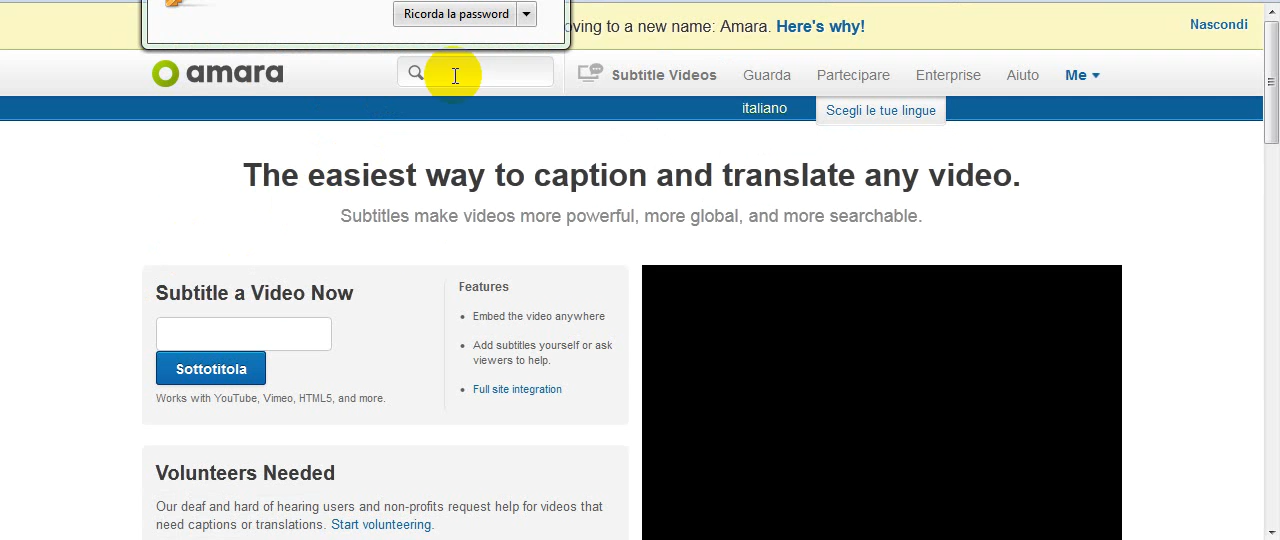 Ricorda la password
oving to a new name: Amara. Here's why!
Nascondi
amara
Subtitle Videos
Guarda
Partecipare
Enterprise
Aiuto
Me
italiano
Scegli le tue lingue
The easiest way to caption and translate any video.
Subtitles make videos more powerful, more global, and more searchable.
Subtitle a Video Now
Sottotitola
Works with YouTube, Vimeo, HTML5, and more.
Features
Embed the video anywhere
Add subtitles yourself or ask
viewers to help.
Full site integration
Volunteers Needed
Our deaf and hard of hearing users and non-profits request help for videos that
need captions or translations. Start volunteering.